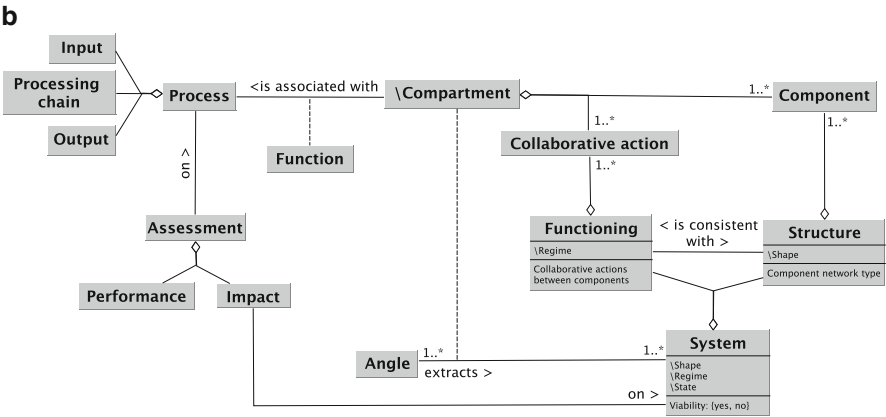 b
Input
Processing
chain
Output
Process
<is associated with
Function
\Compartment
1..*
Component
1..*
1..*
Collaborative action
1..*
on >
Assessment
Performance
Impact
Functioning
\Regime
Collaborative actions
between components
< is consistent
with >
Structure
\Shape
Component network type
Angle
1..*
extracts >
1..*
System
\Shape
\Regime
\State
Viability: {yes, no}
on >